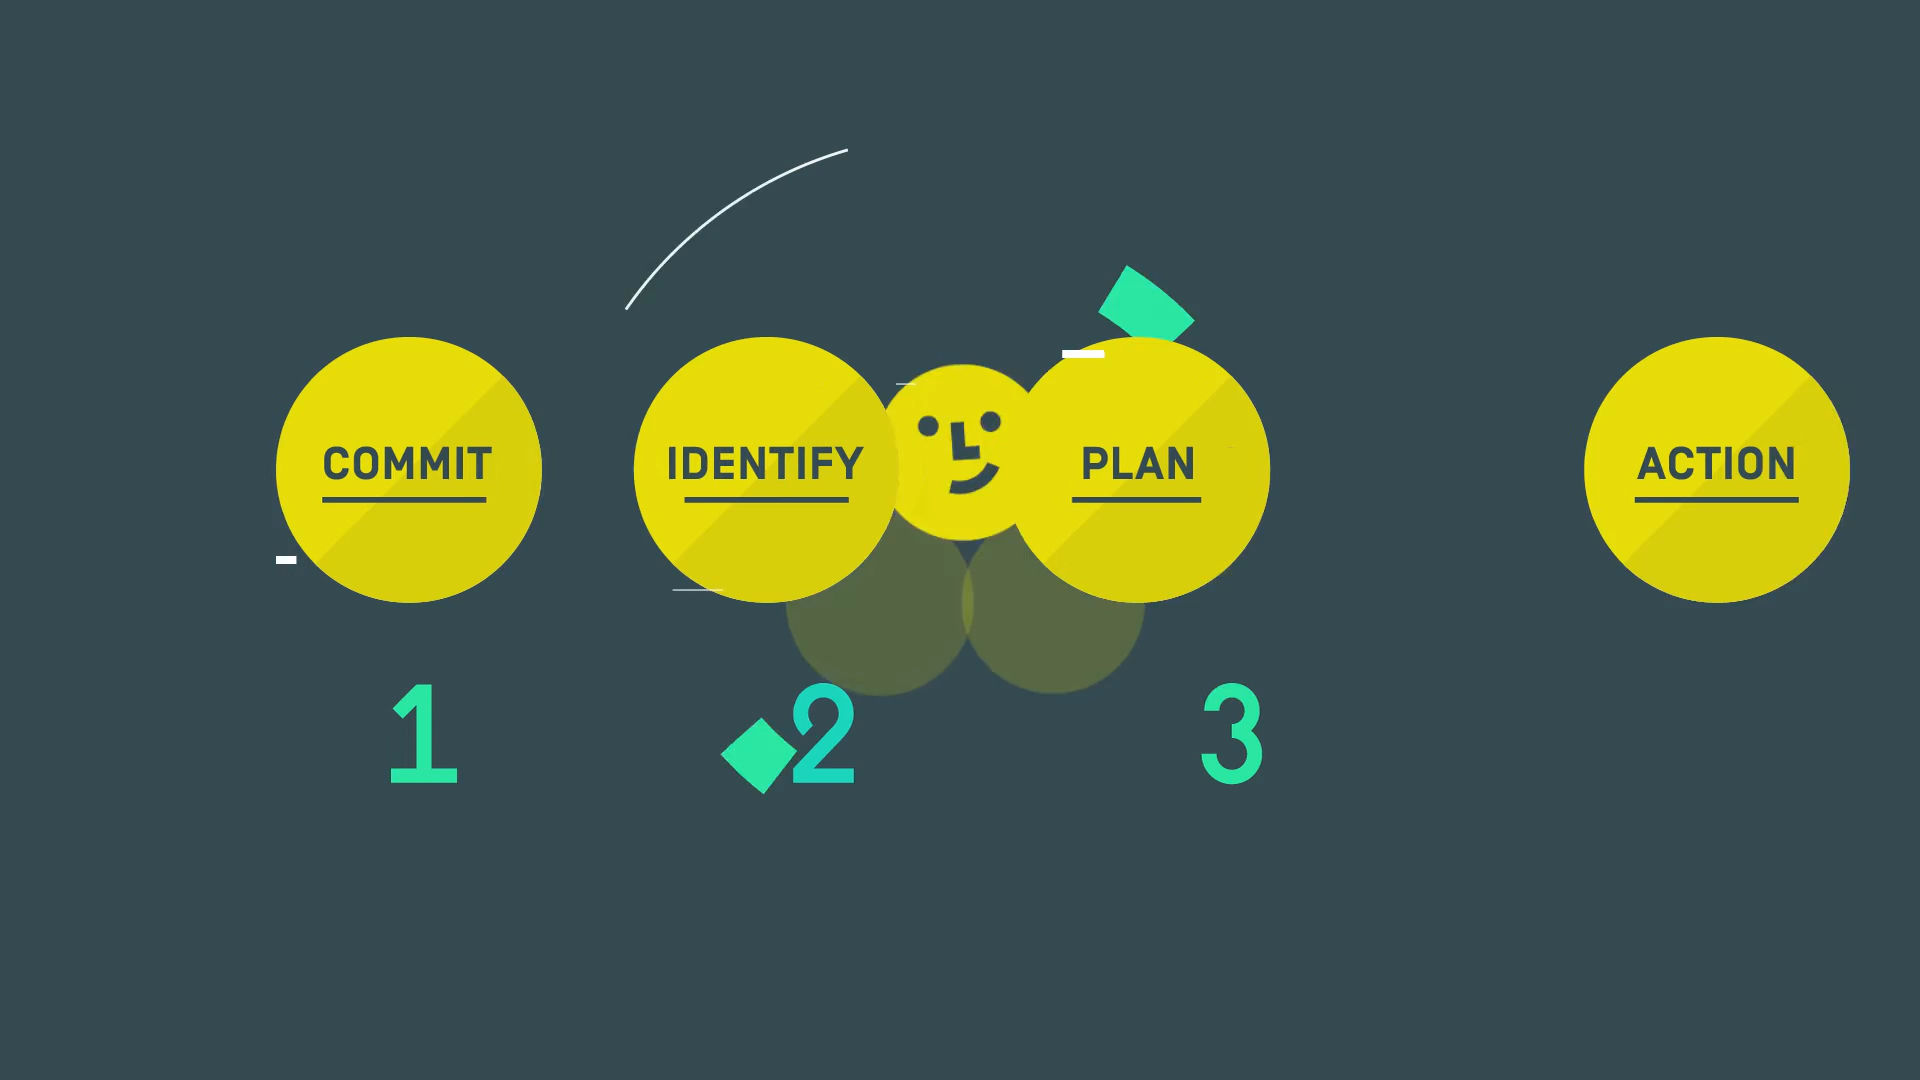 COMMIT
IDENTIFY
PLAN
ACTION
1
2
3